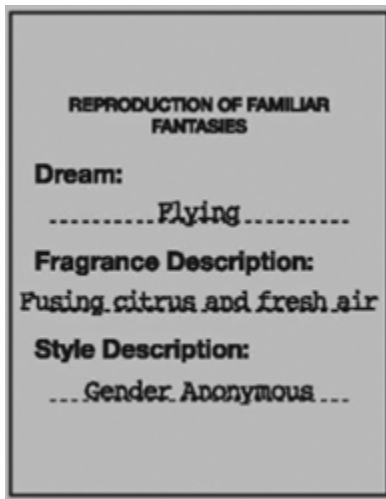 REPRODUCTION OF FAMILIAR
FANTASIES
Dream:
Flying
Fragrance Description:
Fusing citrus and fresh air
Style Description:
Gender Anonymous